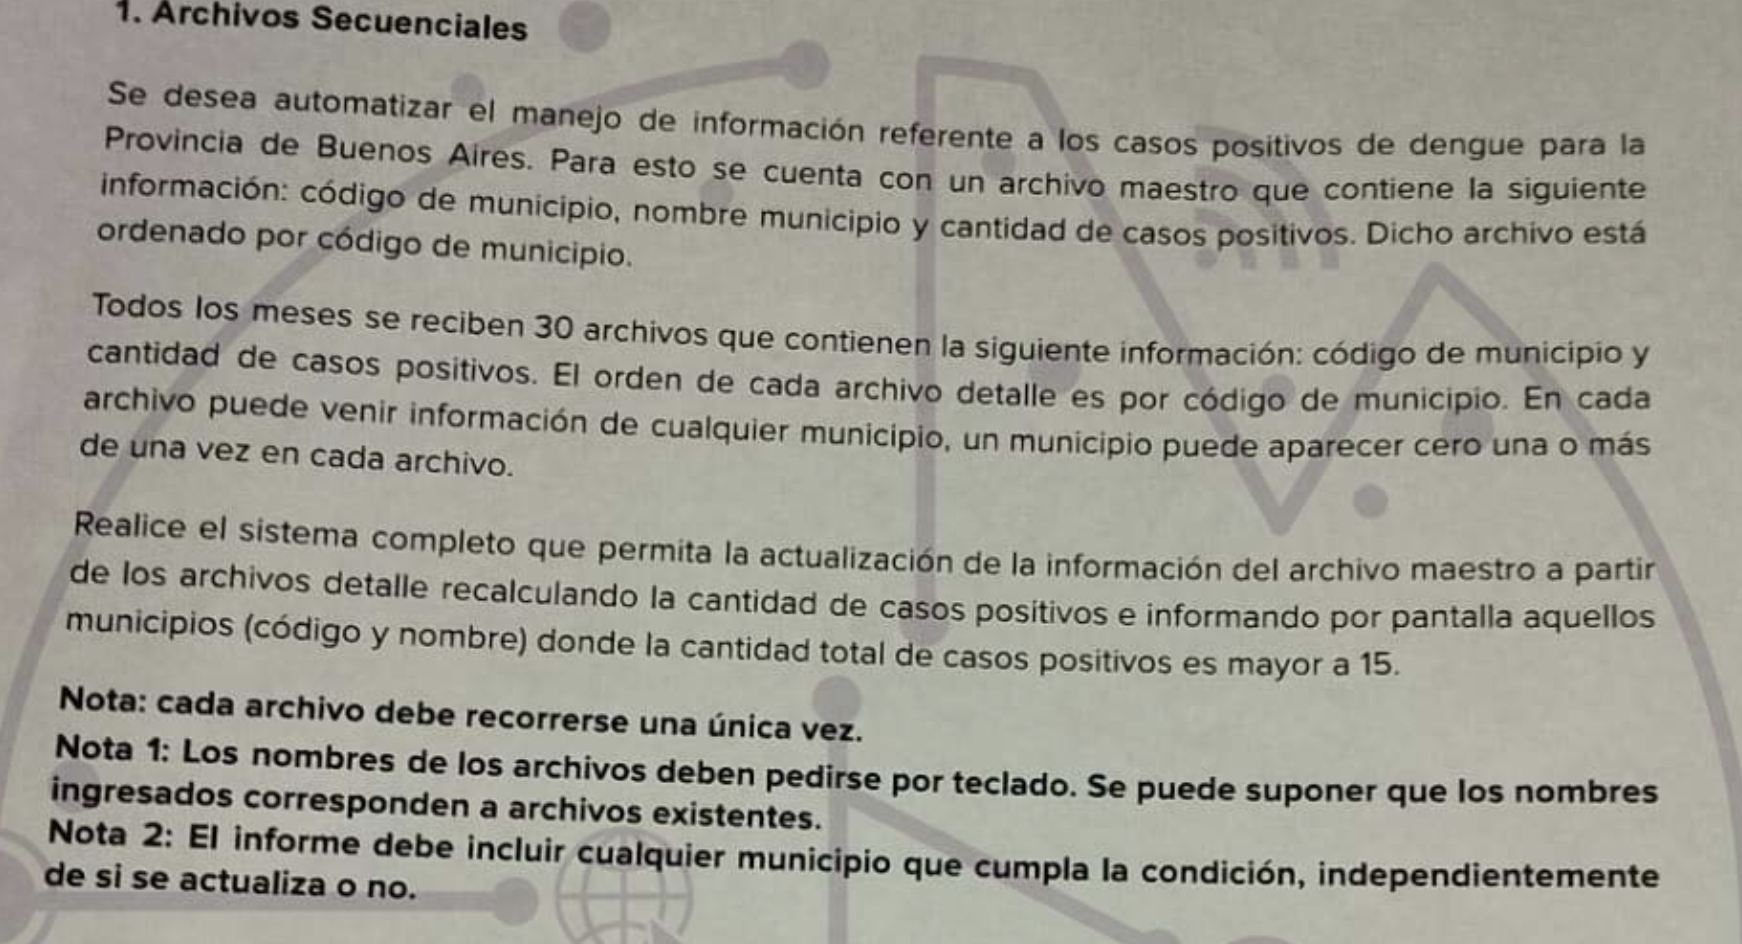 1. Archivos Secuenciales
Se desea automatizar el manejo de información referente a los casos positivos de dengue para la
Provincia de Buenos Aires. Para esto se cuenta con un archivo maestro que contiene la siguiente
información: código de municipio, nombre municipio y cantidad de casos positivos. Dicho archivo está
ordenado por código de municipio.
Todos los meses se reciben 30 archivos que contienen la siguiente información: código de municipio y
cantidad de casos positivos. El orden de cada archivo detalle es por código de municipio. En cada
archivo puede venir información de cualquier municipio, un municipio puede aparecer cero una o más
de una vez en cada archivo.
Realice el sistema completo que permita la actualización de la información del archivo maestro a partir
de los archivos detalle recalculando la cantidad de casos positivos e informando por pantalla aquellos
municipios (código y nombre) donde la cantidad total de casos positivos es mayor a 15.
Nota: cada archivo debe recorrerse una única vez.
Nota 1: Los nombres de los archivos deben pedirse por teclado. Se puede suponer que los nombres
ingresados corresponden a archivos existentes.
Nota 2: El informe debe incluir cualquier municipio que cumpla la condición, independientemente
de si se actualiza o no.